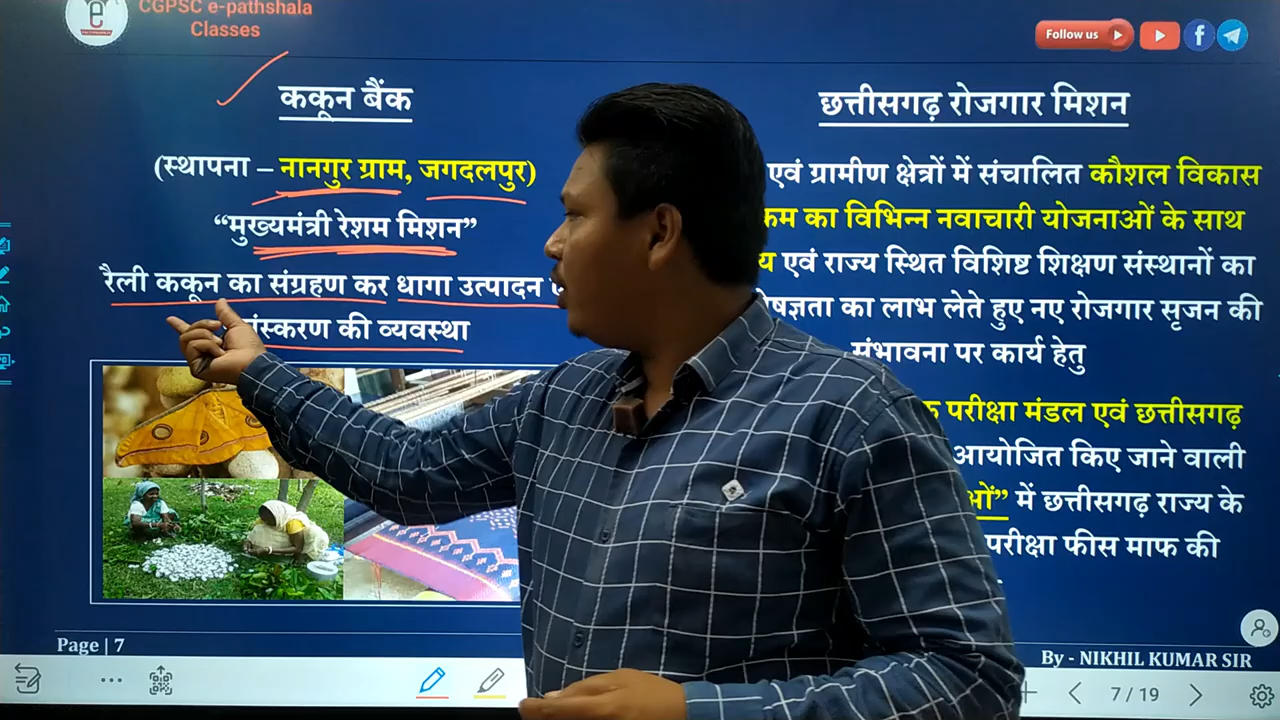 CGPSC e-pathshala
Classes
Follow us
ककून बैंक
(स्थापना – नानगुर ग्राम, जगदलपुर)
“मुख्यमंत्री रेशम मिशन”
रैली ककून का संग्रहण कर धागा उत्पादन
की व्यवस्था
छत्तीसगढ़ रोजगार मिशन
एवं ग्रामीण क्षेत्रों में संचालित कौशल विकास
का विभिन्न नवाचारी योजनाओं के साथ
एवं राज्य स्थित विशिष्ट शिक्षण संस्थानों का
का लाभ लेते हुए नए रोजगार सृजन की
संभावना पर कार्य हेतु
परीक्षा मंडल एवं छत्तीसगढ़
आयोजित किए जाने वाली
में छत्तीसगढ़ राज्य के
परीक्षा फीस माफ की
Page | 7
By - NIKHIL KUMAR SIR
7 / 19